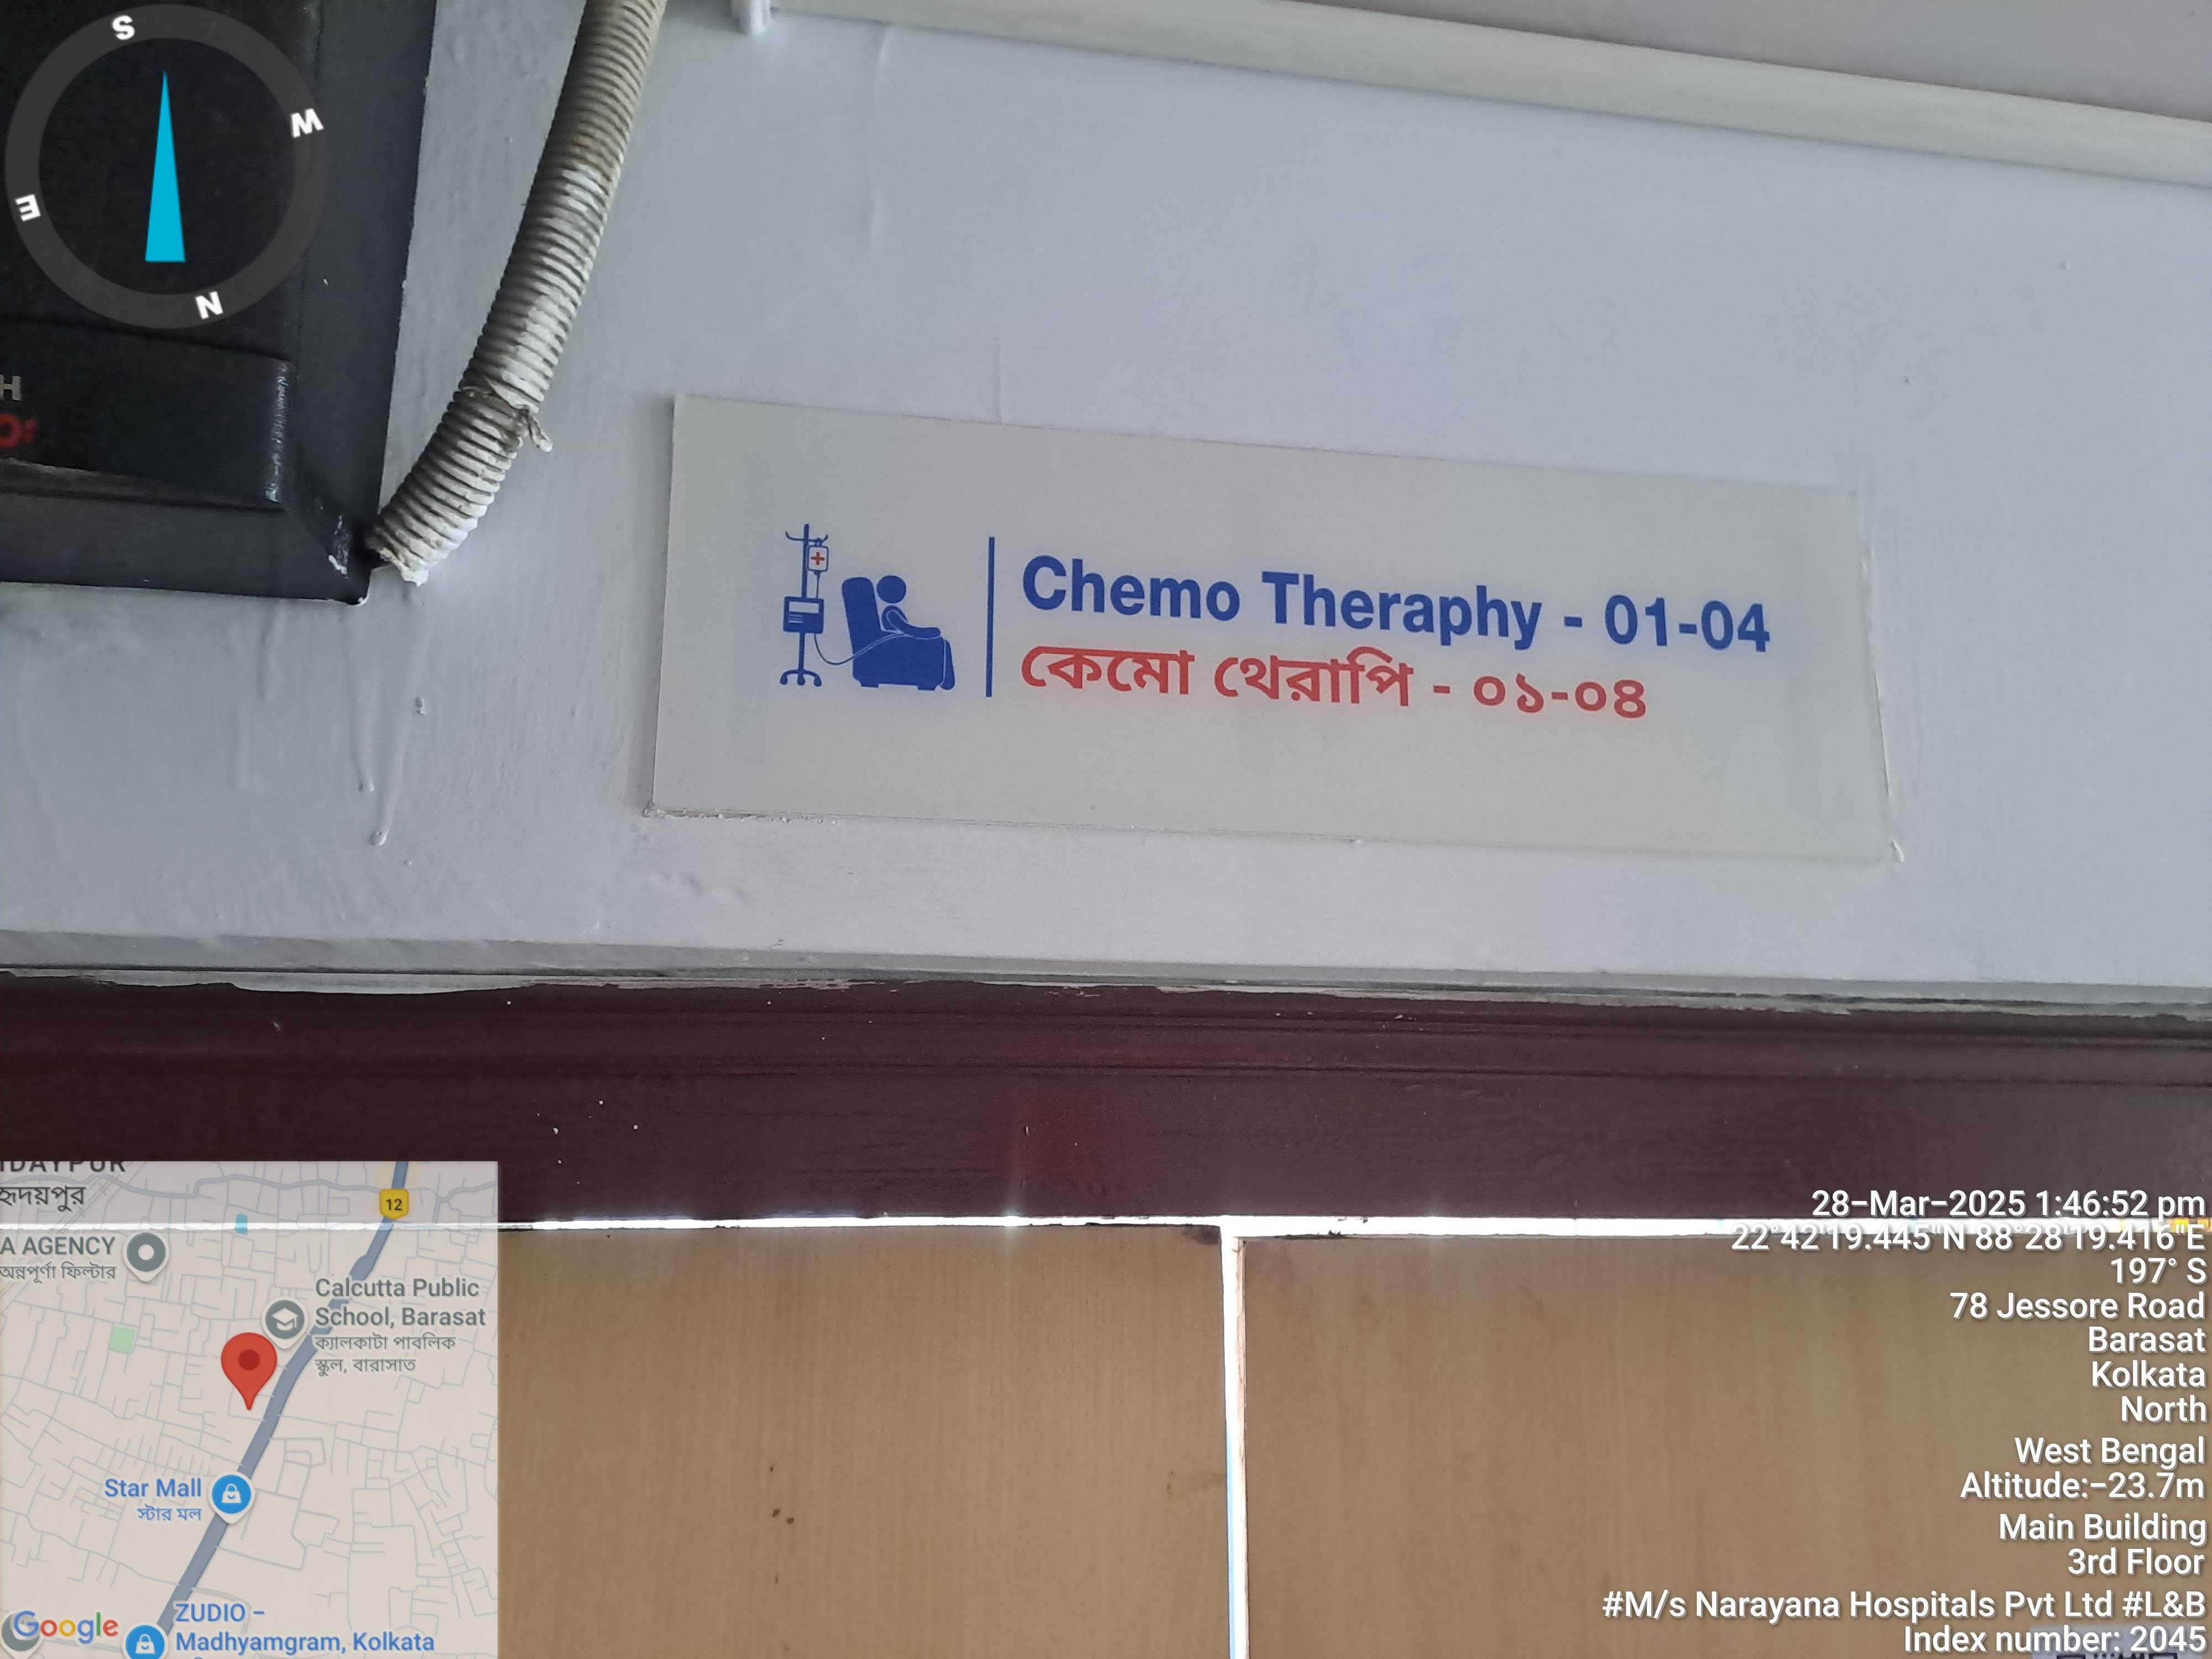 S
W
E
N
H
Chemo Theraphy - 01-04
কেমো থেরাপি - ০১-০৪
হৃদয়পুর
12
A AGENCY
অন্নপূর্ণা ফিল্টার
Calcutta Public
School, Barasat
ক্যালকাটা পাবলিক
স্কুল, বারাসাত
Star Mall
স্টার মল
ZUDIO -
Madhyamgram, Kolkata
Google
28-Mar-2025 1:46:52 pm
22°42'19.445"N 88°28'19.416"E
197° S
78 Jessore Road
Barasat
Kolkata
North
West Bengal
Altitude:-23.7m
Main Building
3rd Floor
#M/s Narayana Hospitals Pvt Ltd #L&B
Index number: 2045